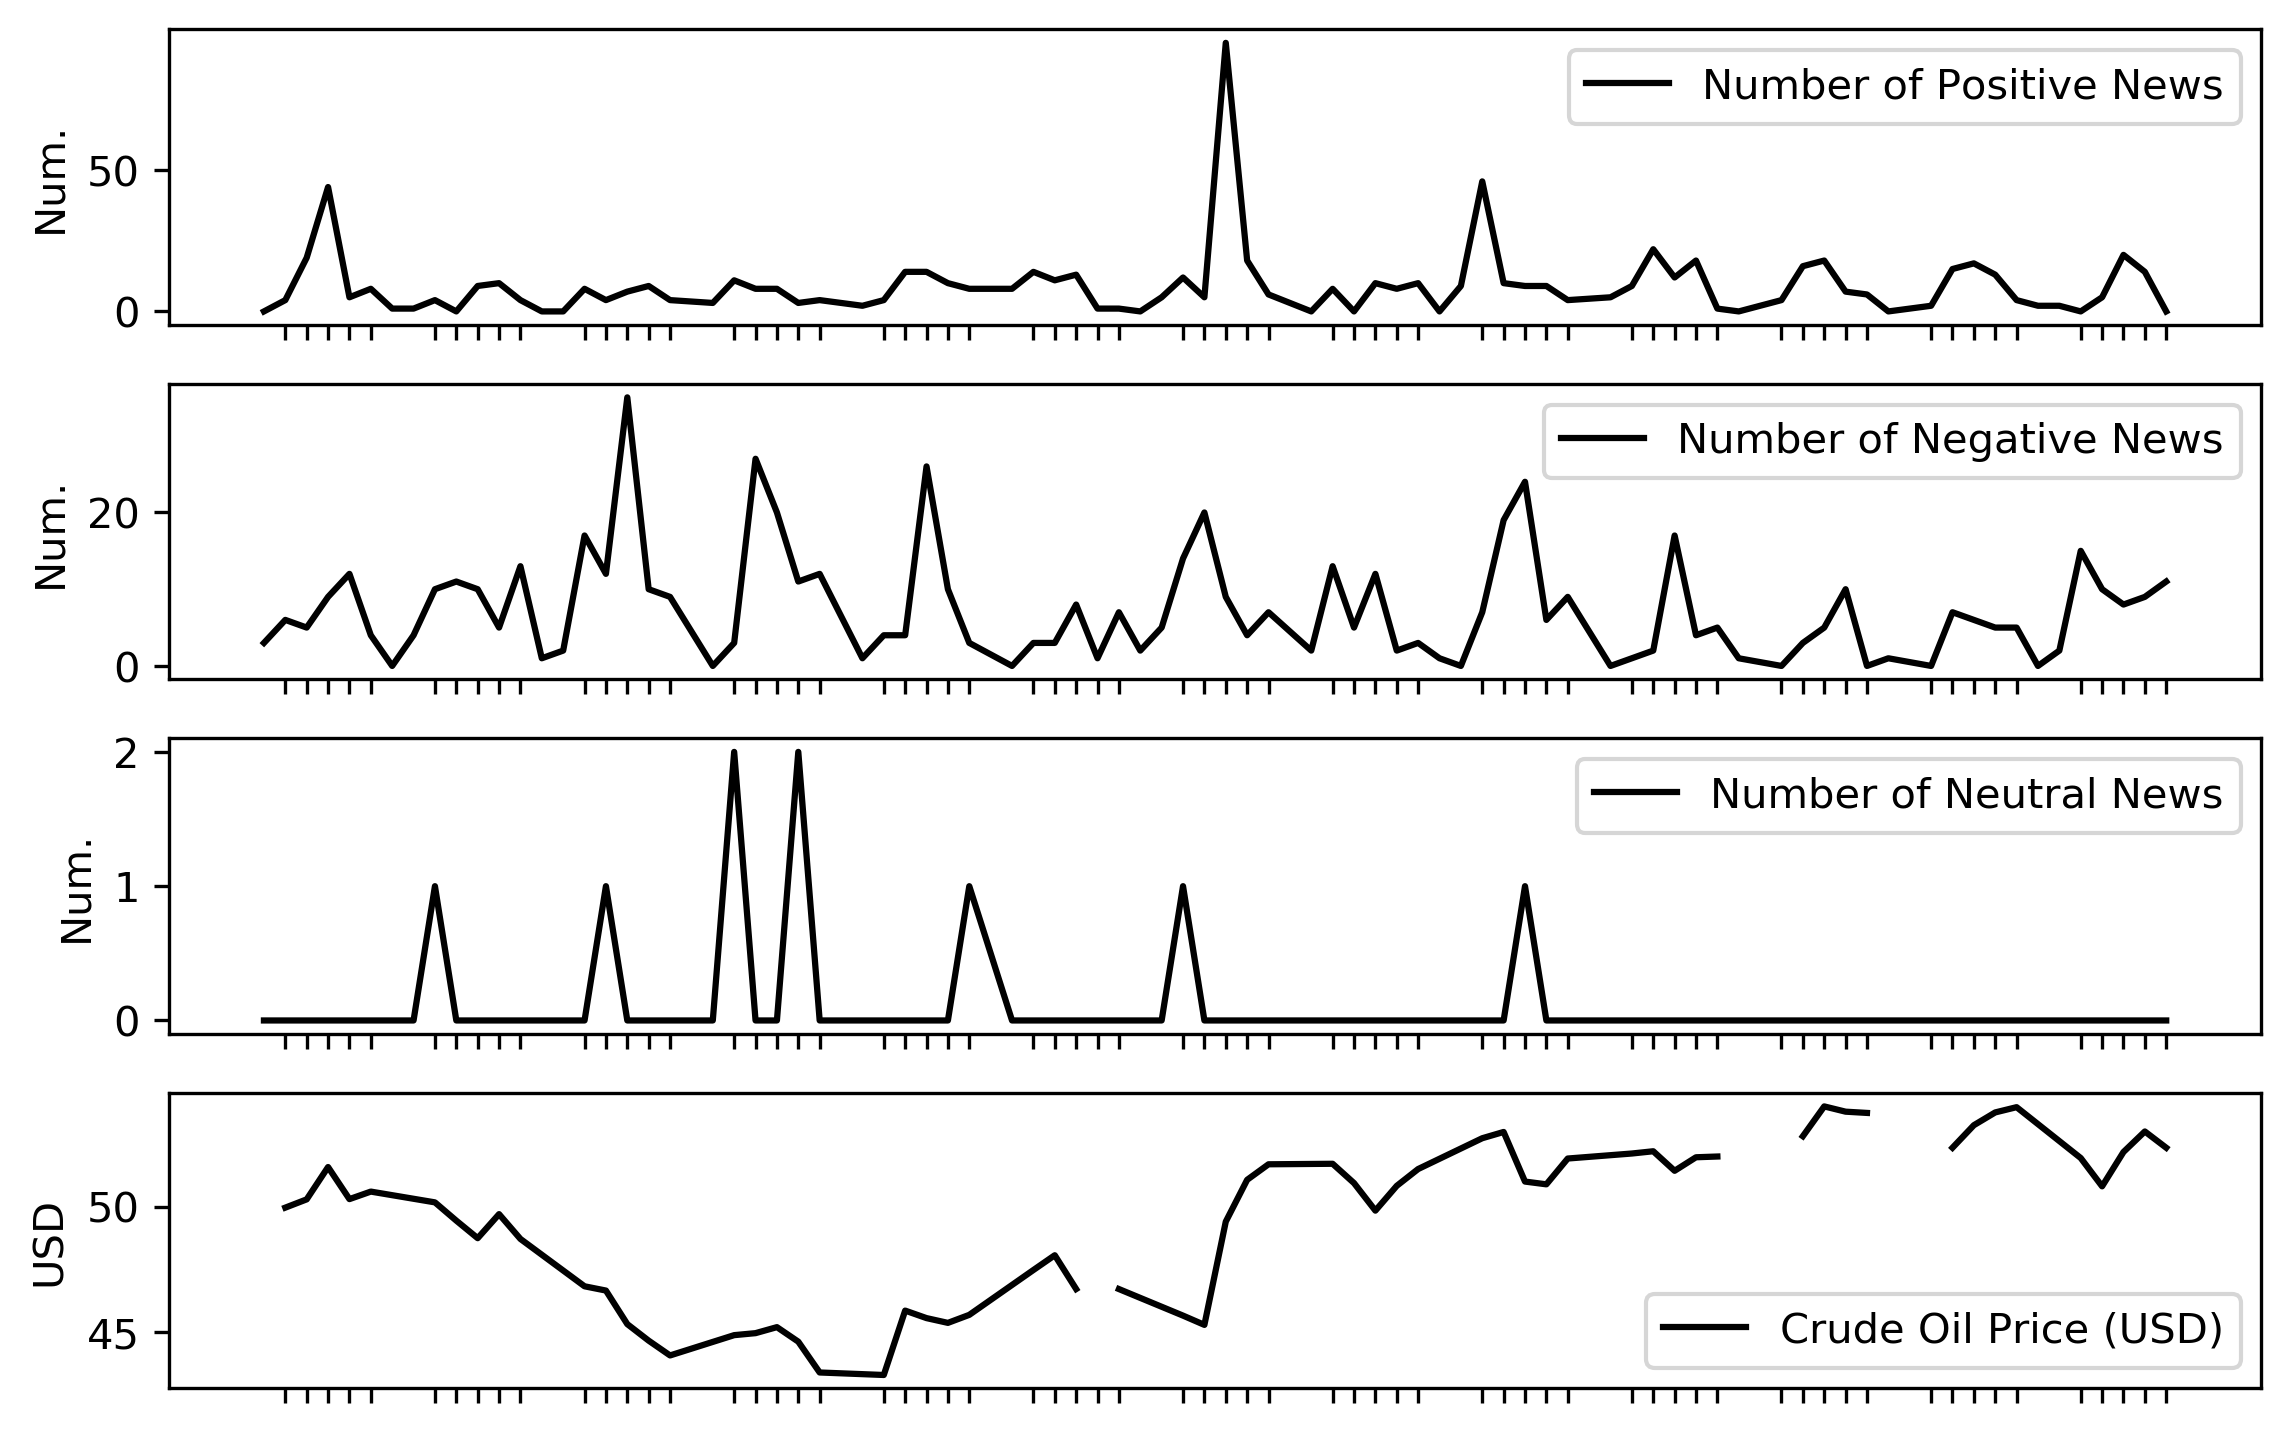 Num.
50
0
Number of Positive News
Num.
20
0
Number of Negative News
Num.
2
1
0
Number of Neutral News
USD
50
45
Crude Oil Price (USD)